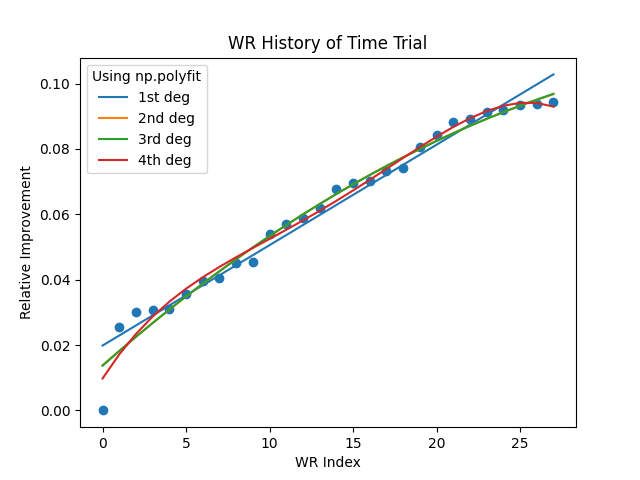 WR History of Time Trial
Using np.polyfit
1st deg
2nd deg
3rd deg
4th deg
0.10
0.08
0.06
0.04
0.02
0.00
Relative Improvement
0 5 10 15 20 25
WR Index